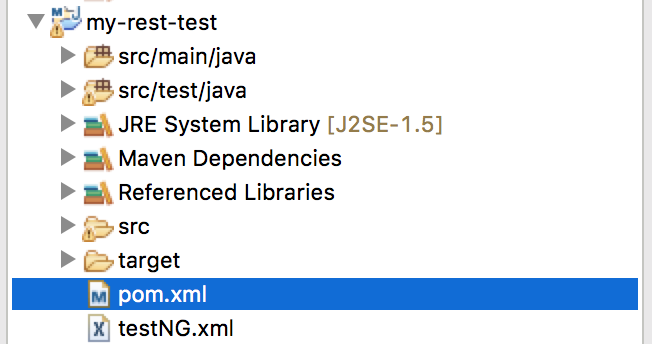 my-rest-test
src/main/java
src/test/java
JRE System Library [J2SE-1.5]
Maven Dependencies
Referenced Libraries
src
target
pom.xml
testNG.xml